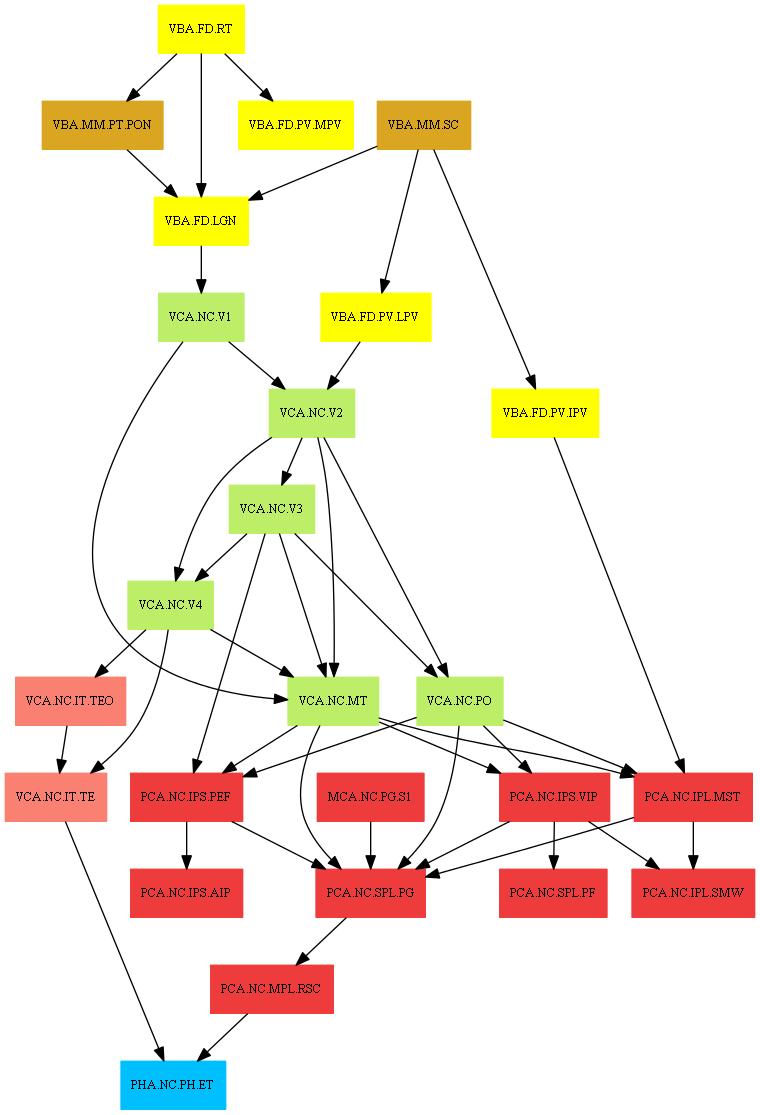 VBA.FD.RT
VBA.MM.PT.PON
VBA.FD.PV.MPV
VBA.MM.SC
VBA.FD.LGN
VCA.NC.V1
VBA.FD.PV.LPV
VCA.NC.V2
VBA.FD.PV.IPV
VCA.NC.V3
VCA.NC.V4
VCA.NC.IT.TEO
VCA.NC.MT
VCA.NC.PO
VCA.NC.IT.TE
PCA.NC.IPS.PEF
MCA.NC.PG.S1
PCA.NC.IPS.VIP
PCA.NC.IPL.MST
PCA.NC.IPS.AIP
PCA.NC.SPL.PG
PCA.NC.SPL.PF
PCA.NC.IPL.SMW
PCA.NC.MPL.RSC
PHA.NC.PH.ET